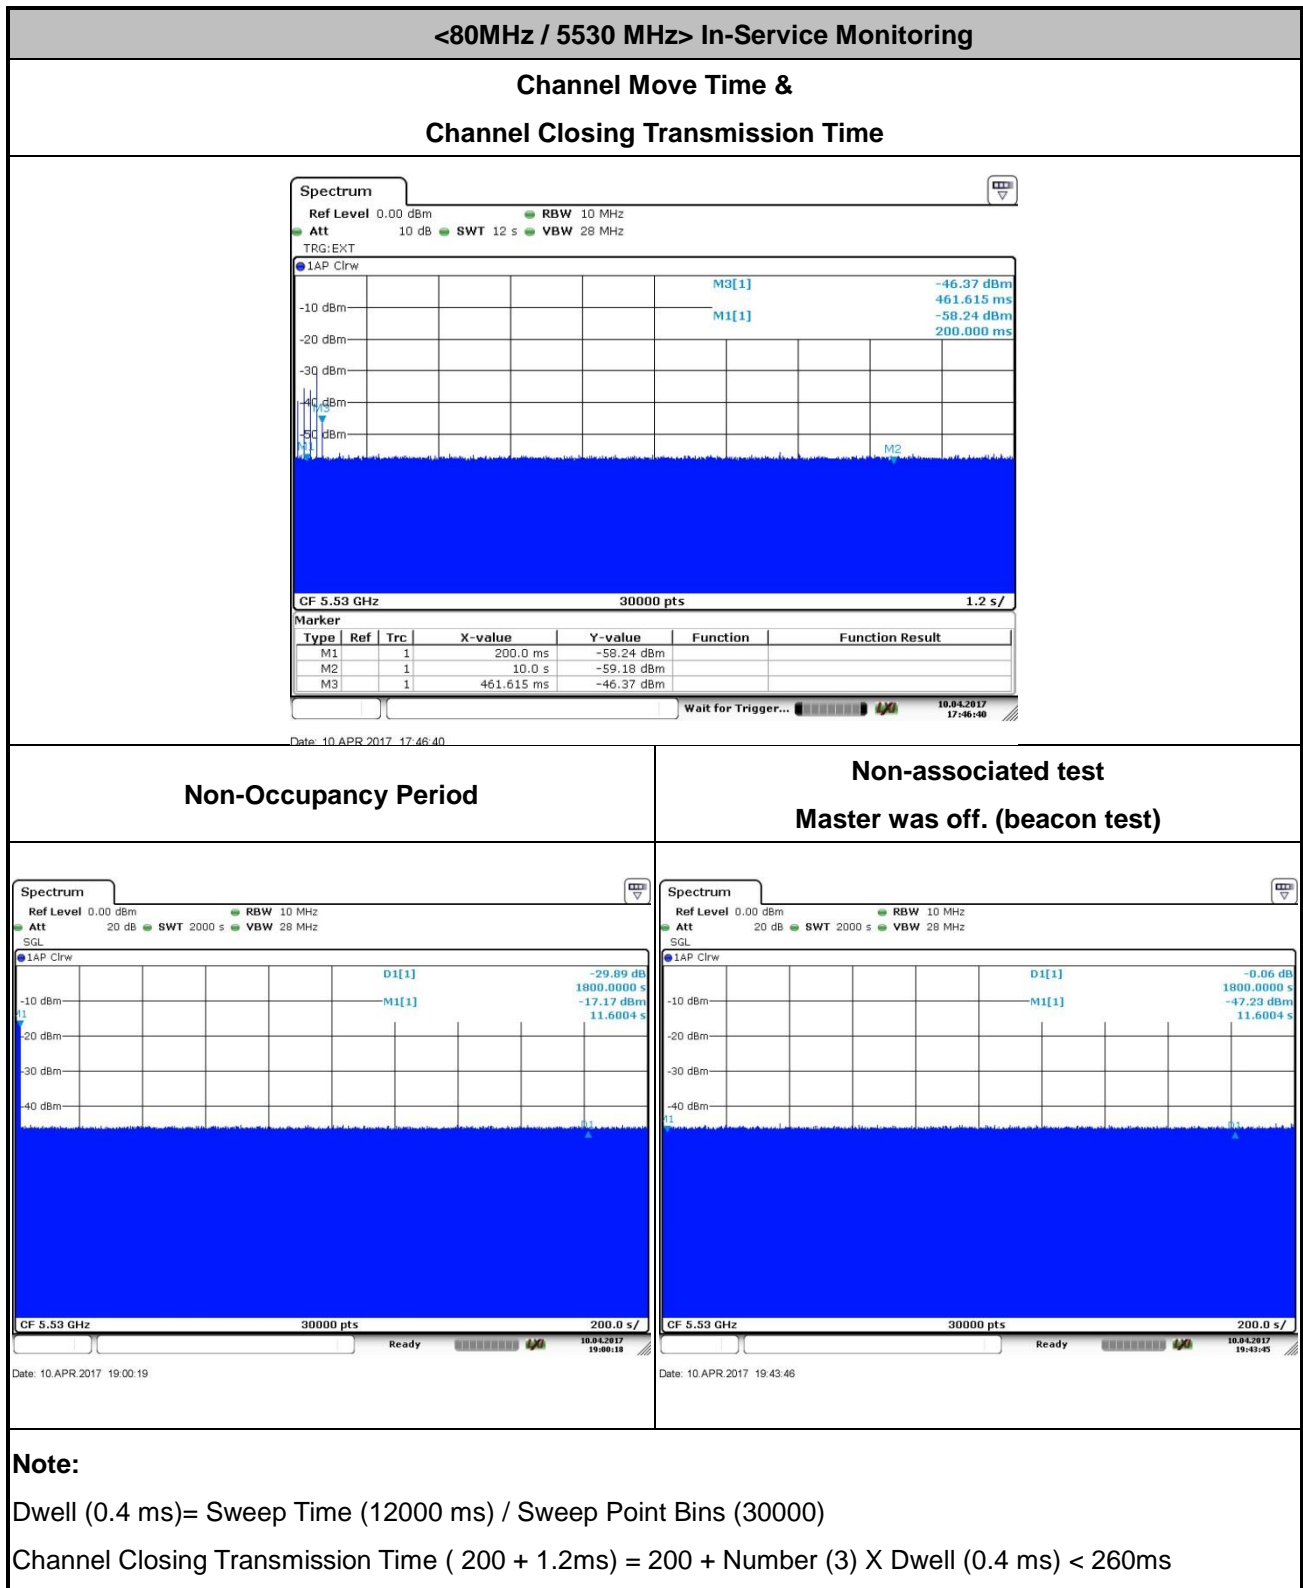 <80MHz / 5530 MHz> In-Service Monitoring
Channel Move Time &
Channel Closing Transmission Time
Spectrum
Ref Level 0.00 dBm RBW 10 MHz
Att 10 dB SWT 12 s VBW 28 MHz
TRG:EXT
1AP Clrw
M3[1] -46.37 dBm
461.615 ms
-10 dBm
M1[1] -58.24 dBm
200.000 ms
-20 dBm
-30 dBm
-40 dBm
M3
-50 dBm
M1
M2
CF 5.53 GHz 30000 pts 1.2 s/
Marker
Type Ref Trc X-value Y-value Function Function Result
M1 1 200.0 ms -58.24 dBm
M2 1 10.0 s -59.18 dBm
M3 1 461.615 ms -46.37 dBm
Wait for Trigger... 10.04.2017
17:46:40
Date: 10.APR.2017 17:46:40
Non-Occupancy Period
Non-associated test
Master was off. (beacon test)
Spectrum
Ref Level 0.00 dBm RBW 10 MHz
Att 20 dB SWT 2000 s VBW 28 MHz
SGL
1AP Clrw
D1[1] -29.89 dB
1800.0000 s
-10 dBm
M1[1] -17.17 dBm
11.6004 s
-20 dBm
-30 dBm
-40 dBm
D1
CF 5.53 GHz 30000 pts 200.0 s/
Ready 10.04.2017
19:00:18
Date: 10.APR.2017 19:00:19
Spectrum
Ref Level 0.00 dBm RBW 10 MHz
Att 20 dB SWT 2000 s VBW 28 MHz
SGL
1AP Clrw
D1[1] -0.06 dB
1800.0000 s
-10 dBm
M1[1] -47.23 dBm
11.6004 s
-20 dBm
-30 dBm
-40 dBm
D1
CF 5.53 GHz 30000 pts 200.0 s/
Ready 10.04.2017
19:43:45
Date: 10.APR.2017 19:43:46
Note:
Dwell (0.4 ms)= Sweep Time (12000 ms) / Sweep Point Bins (30000)
Channel Closing Transmission Time ( 200 + 1.2ms) = 200 + Number (3) X Dwell (0.4 ms) < 260ms